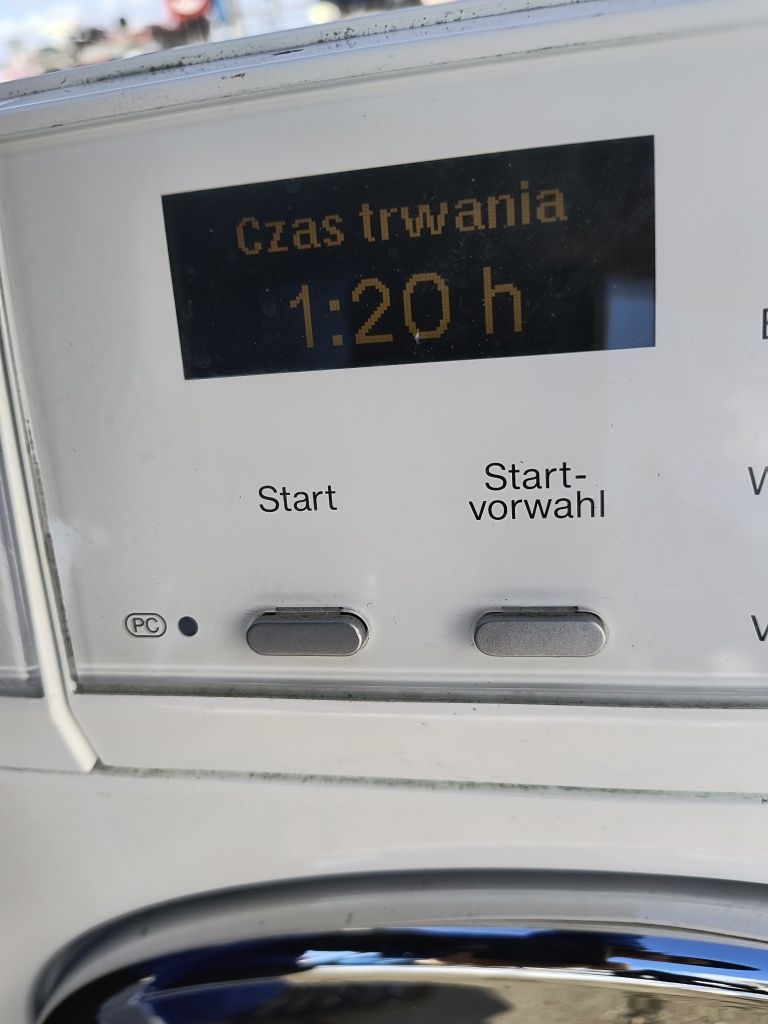 Czas trwania
1:20 h
Start
Start-
vorwahl
PC